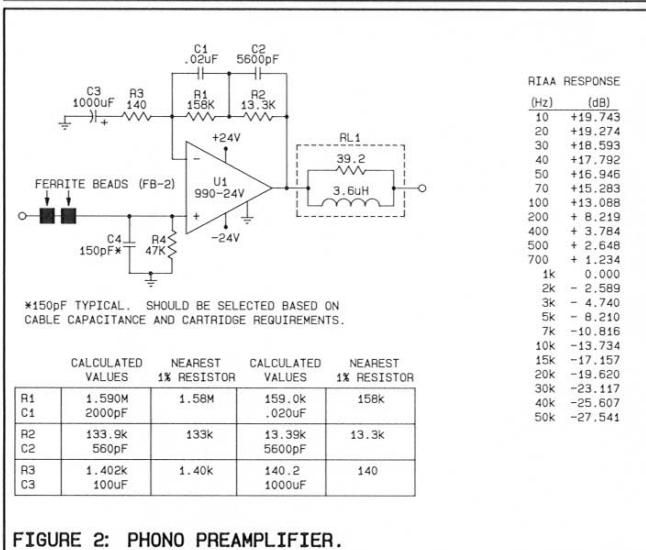 C1
.02uF
C2
5600pF
C3
1000uF
+
R3
140
R1
158K
R2
13.3K
+24V
RL1
-
39.2
U1
990-24V
3.6uH
FERRITE BEADS (FB-2)
+
-24V
C4
150pF*
R4
47K
*150pF TYPICAL. SHOULD BE SELECTED BASED ON
CABLE CAPACITANCE AND CARTRIDGE REQUIREMENTS.
CALCULATED VALUES NEAREST 1% RESISTOR CALCULATED VALUES NEAREST 1% RESISTOR
R1 1.590M 1.58M 159.0k 158k
C1 2000pF .020uF
R2 133.9k 133k 13.39k 13.3k
C2 560pF 5600pF
R3 1.402k 1.40k 140.2 140
C3 100uF 1000uF
RIAA RESPONSE
(Hz) (dB)
10 +19.743
20 +19.274
30 +18.593
40 +17.792
50 +16.946
70 +15.283
100 +13.088
200 + 8.219
400 + 3.784
500 + 2.648
700 + 1.234
1k 0.000
2k - 2.589
3k - 4.740
5k - 8.210
7k -10.816
10k -13.734
15k -17.157
20k -19.620
30k -23.117
40k -25.607
50k -27.541
FIGURE 2: PHONO PREAMPLIFIER.